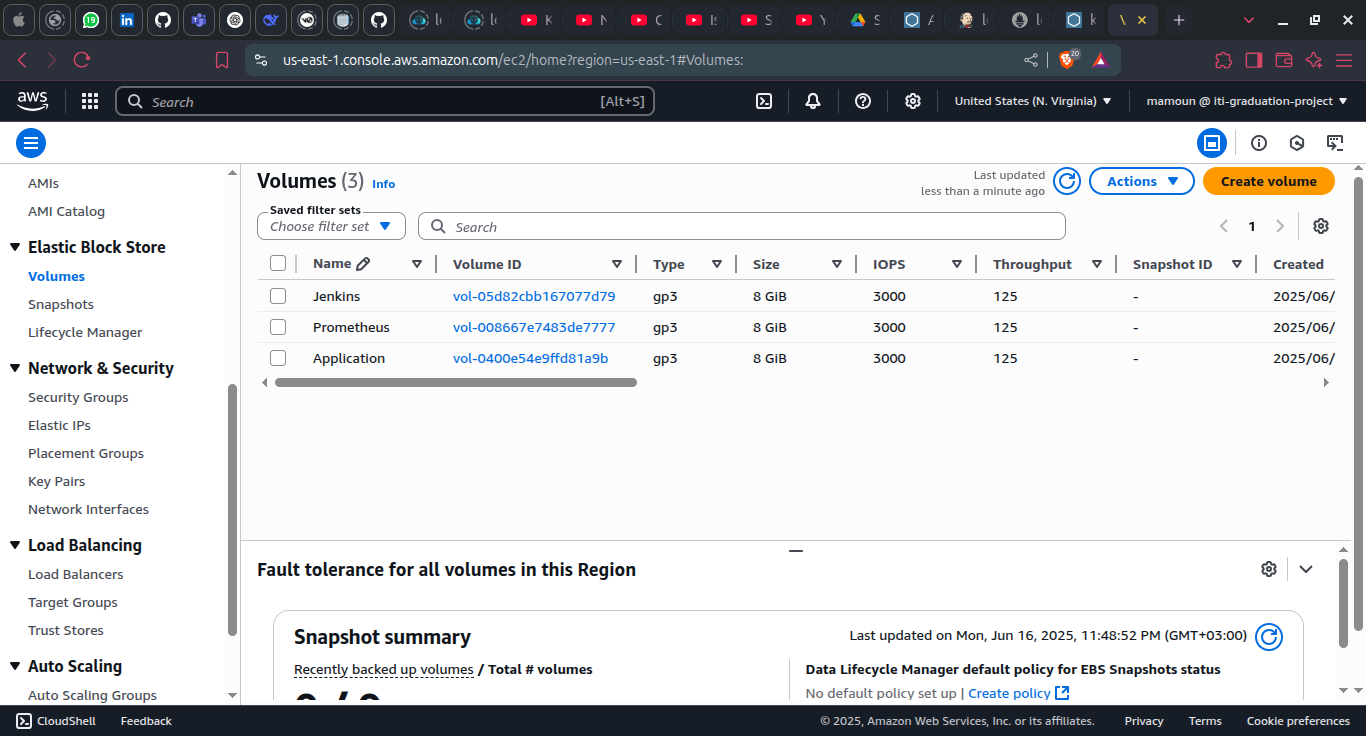 19
K
N
C
Is
S
Y
S
A
l
l
k
us-east-1.console.aws.amazon.com/ec2/home?region=us-east-1#Volumes:
20
aws
Search
[Alt+S]
United States (N. Virginia)
mamoun @ iti-graduation-project
AMIs
AMI Catalog
Elastic Block Store
Volumes
Snapshots
Lifecycle Manager
Network & Security
Security Groups
Elastic IPs
Placement Groups
Key Pairs
Network Interfaces
Load Balancing
Load Balancers
Target Groups
Trust Stores
Auto Scaling
Auto Scaling Groups
Volumes (3) Info
Last updated
less than a minute ago
Actions
Create volume
Saved filter sets
Choose filter set
Search
1
Name Volume ID Type Size IOPS Throughput Snapshot ID Created
Jenkins vol-05d82cbb167077d79 gp3 8 GiB 3000 125 - 2025/06/
Prometheus vol-008667e7483de7777 gp3 8 GiB 3000 125 - 2025/06/
Application vol-0400e54e9ffd81a9b gp3 8 GiB 3000 125 - 2025/06/
Fault tolerance for all volumes in this Region
Snapshot summary
Last updated on Mon, Jun 16, 2025, 11:48:52 PM (GMT+03:00)
Recently backed up volumes / Total # volumes
Data Lifecycle Manager default policy for EBS Snapshots status
No default policy set up | Create policy
CloudShell Feedback
© 2025, Amazon Web Services, Inc. or its affiliates. Privacy Terms Cookie preferences